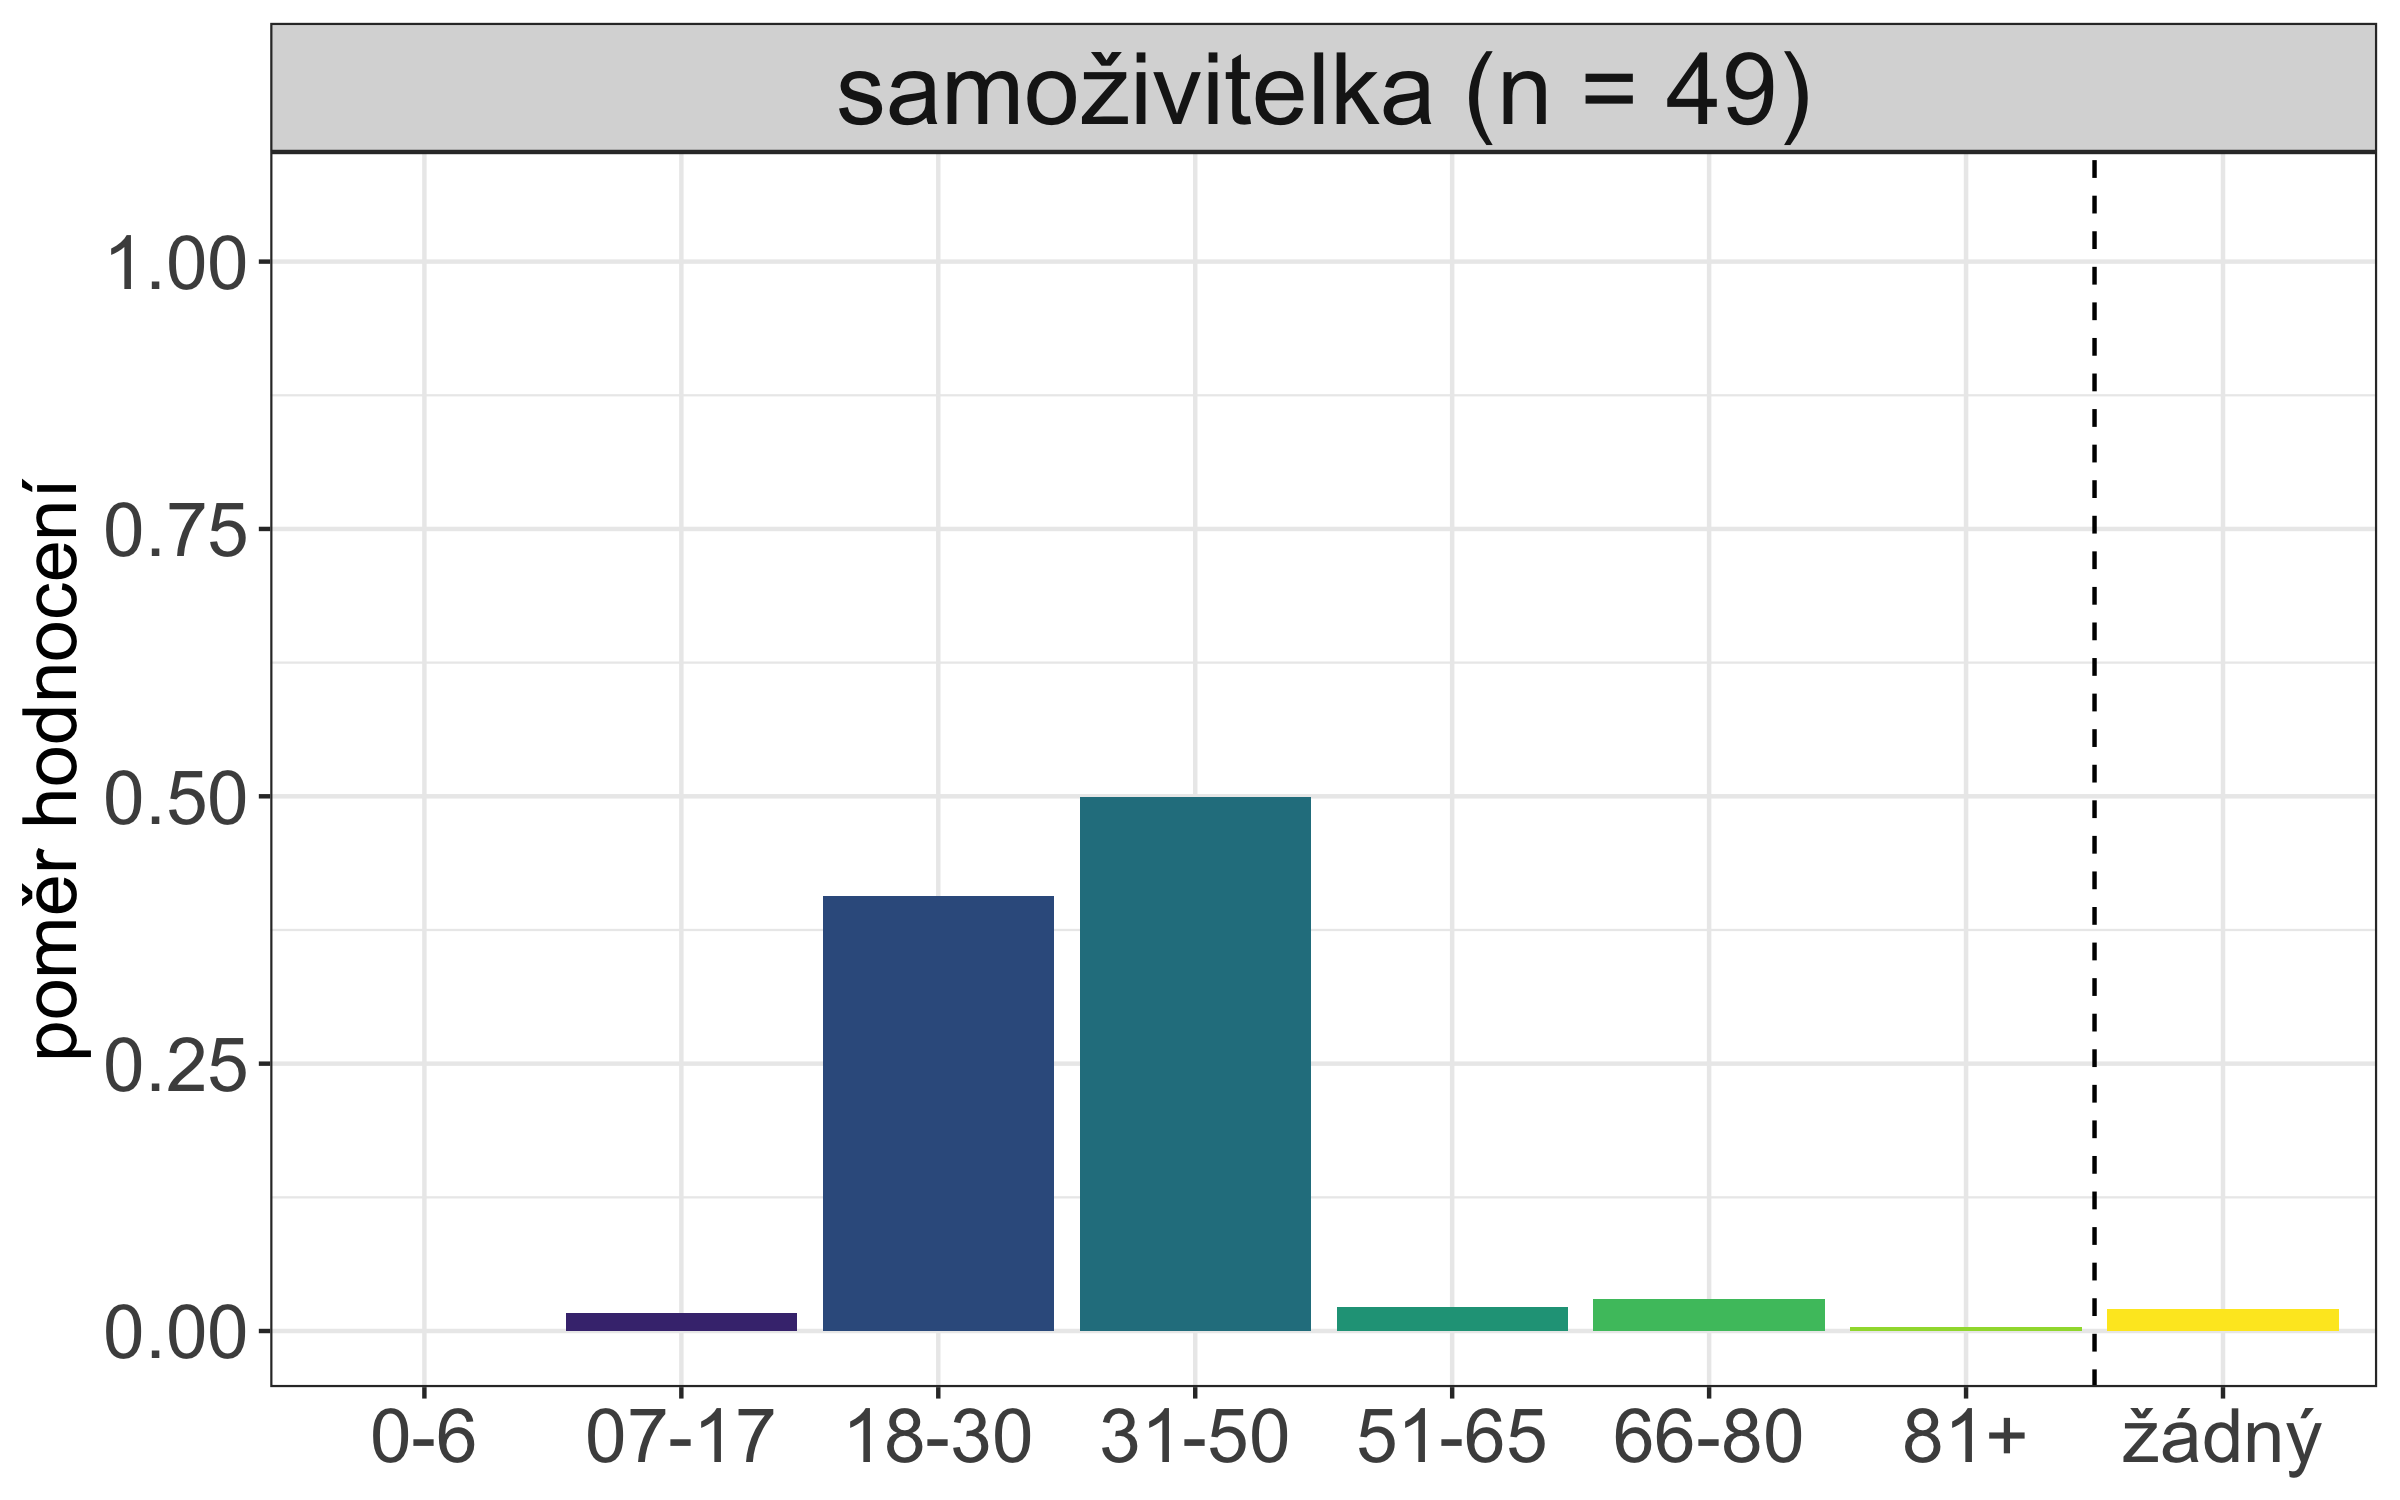 samoživitelka (n = 49)
poměr hodnocení
1.00
0.75
0.50
0.25
0.00
0-6 07-17 18-30 31-50 51-65 66-80 81+ žádný